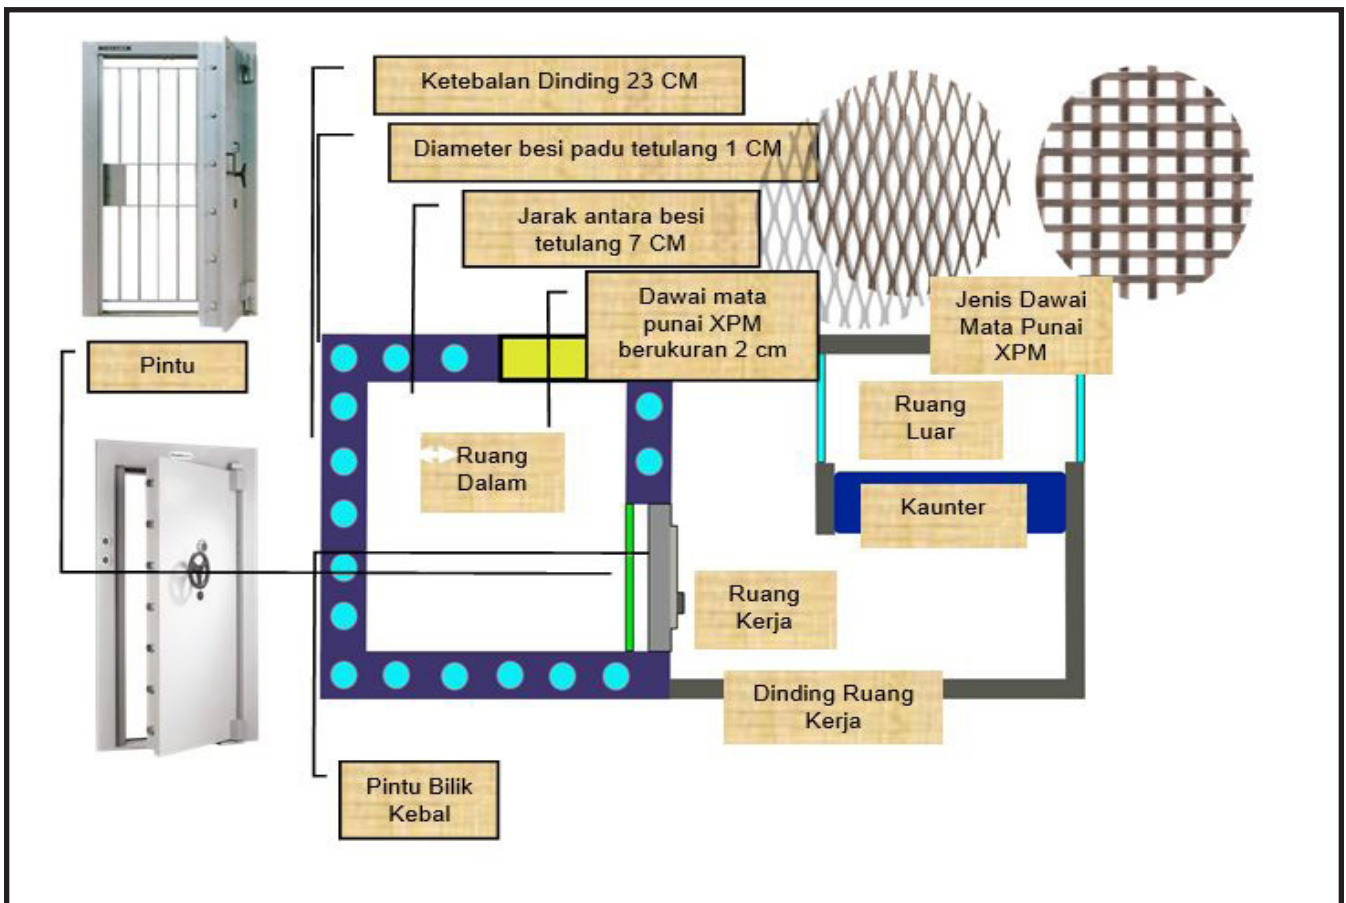 Ketebalan Dinding 23 CM
Diameter besi padu tetulang 1 CM
Jarak antara besi
tetulang 7 CM
Dawai mata
punai XPM
berukuran 2 cm
Jenis Dawai
Mata Punai
XPM
Pintu
Ruang
Luar
Ruang
Dalam
Kaunter
Ruang
Kerja
Dinding Ruang
Kerja
Pintu Bilik
Kebal